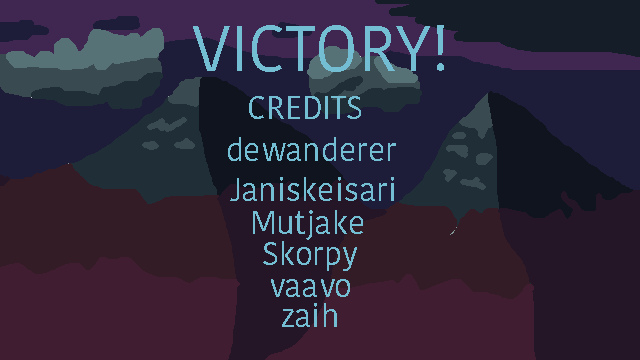 VICTORY!
CREDITS
dewanderer
Janiskeisari
Mutjake
Skorpy
vaavo
zaih